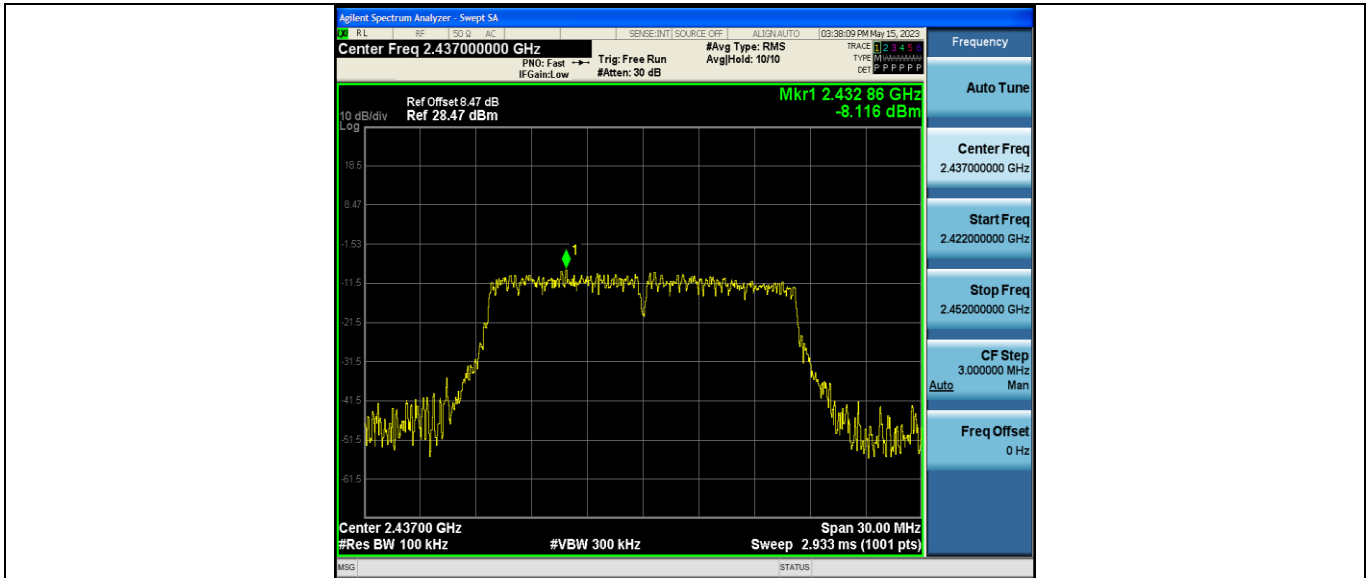 Agilent Spectrum Analyzer - Swept SA
LXI RL RF 50 Ω AC SENSE:INT SOURCE OFF ALIGN AUTO 03:38:09 PM May 15, 2023
Center Freq 2.437000000 GHz
PNO: Fast
IFGain:Low
Trig: Free Run
#Atten: 30 dB
#Avg Type: RMS
Avg|Hold: 10/10
TRACE 1 2 3 4 5 6
TYPE M WWWWW
DET P P P P P P
Ref Offset 8.47 dB
10 dB/div Ref 28.47 dBm
Log
Mkr1 2.432 86 GHz
-8.116 dBm
18.5
8.47
-1.53
1
-11.5
-21.5
-31.5
-41.5
-51.5
-61.5
Center 2.43700 GHz Span 30.00 MHz
#Res BW 100 kHz #VBW 300 kHz Sweep 2.933 ms (1001 pts)
MSG STATUS
Frequency
Auto Tune
Center Freq
2.437000000 GHz
Start Freq
2.422000000 GHz
Stop Freq
2.452000000 GHz
CF Step
3.000000 MHz
Auto Man
Freq Offset
0 Hz